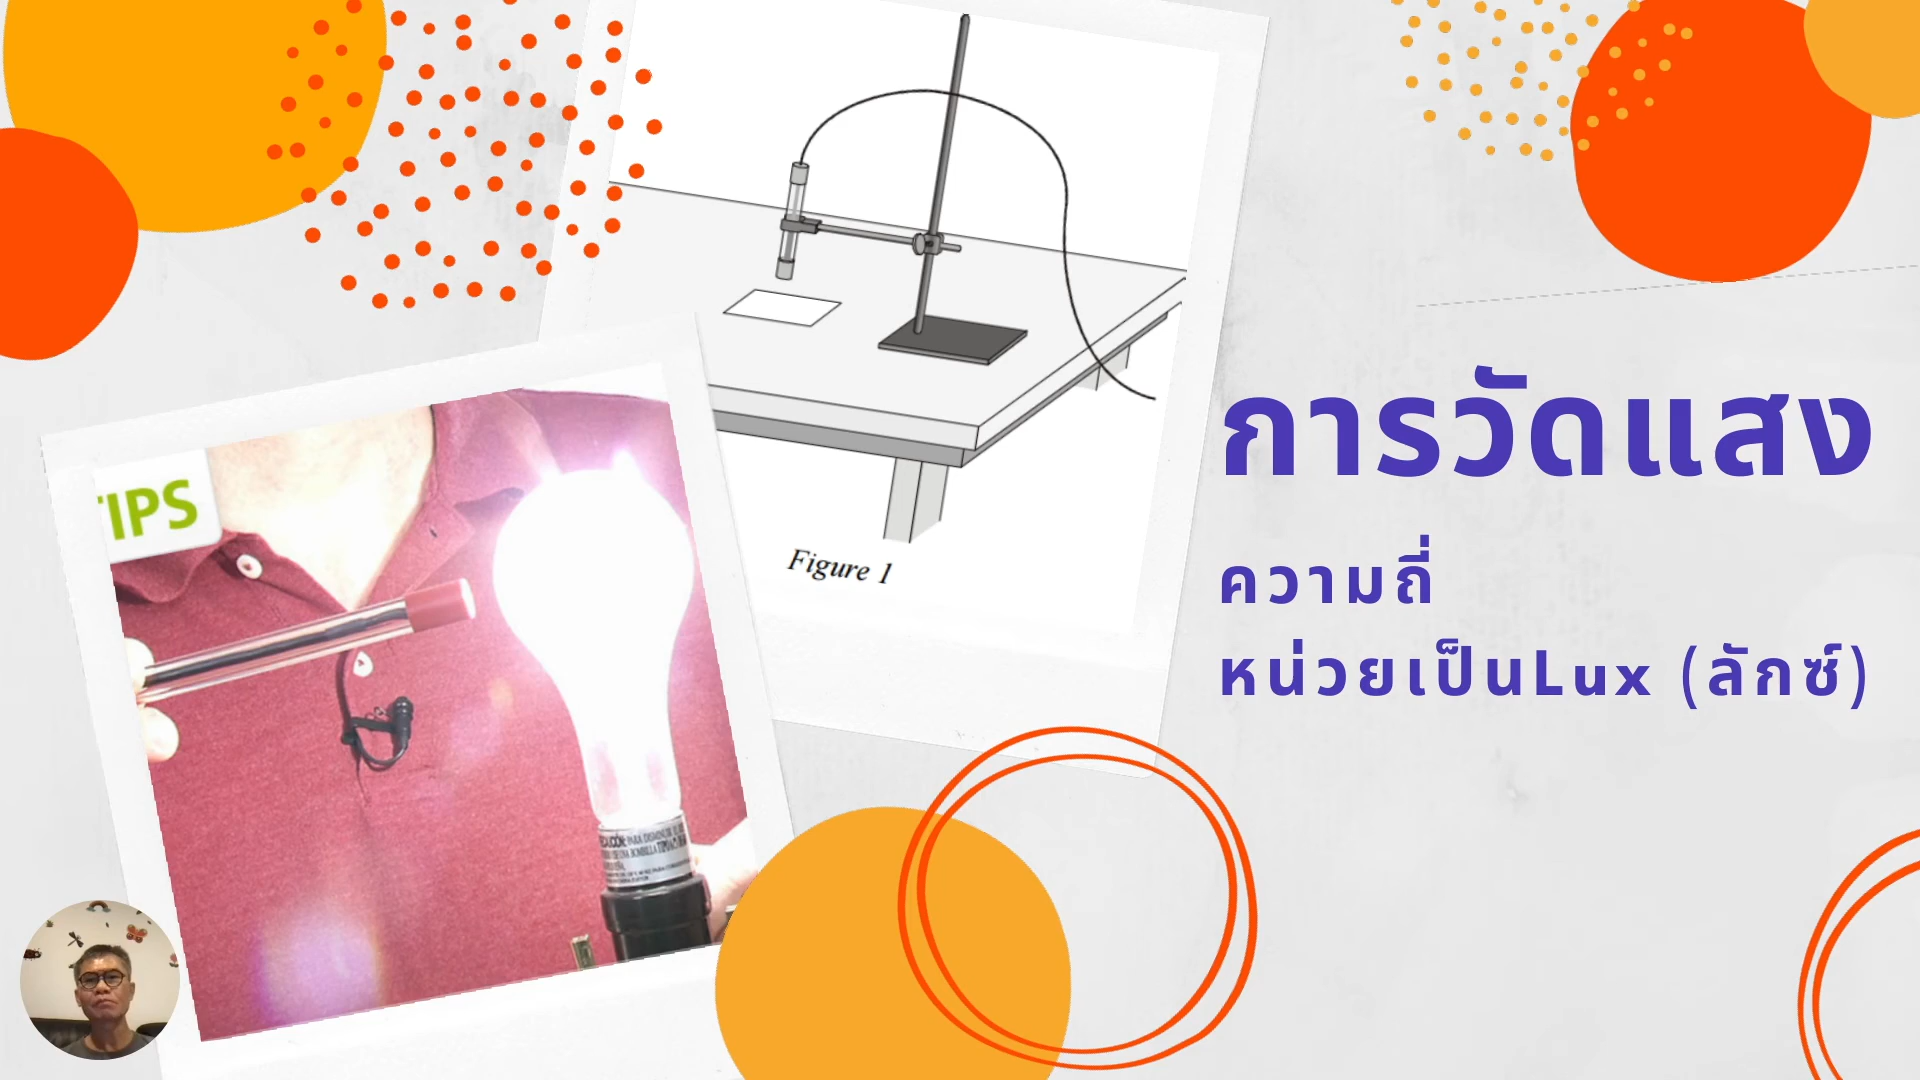 การวัดแสง
ความถี่
หน่วยเป็นLux (ลักซ์)
Figure 1
TIPS